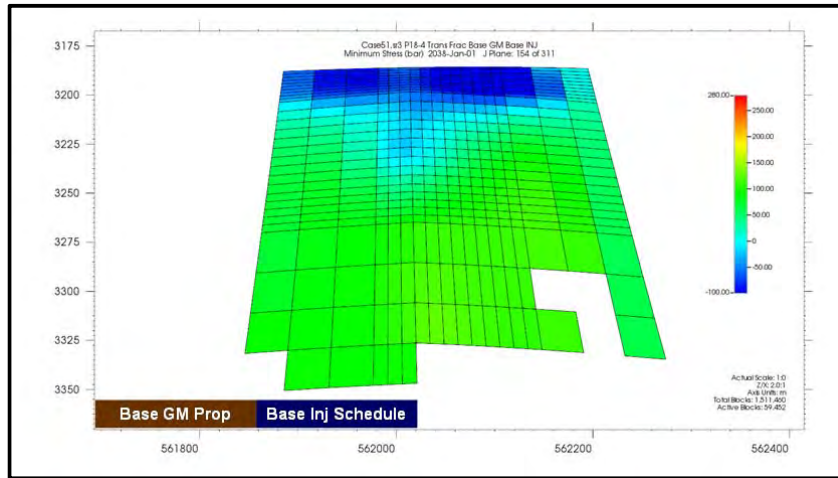 Case51.sr3 P18-4 Trans Frac Base GM Base INJ
Minimum Stress (bar) 2038-Jan-01 J Plane: 154 of 311
3175
3200
3225
3250
3275
3300
3325
3350
280.00
250.00
200.00
150.00
100.00
50.00
0
-50.00
-100.00
Actual Scale: 1:0
Z/X: 2.0:1
Axis Units: m
Total Blocks: 1,511,460
Active Blocks: 59,452
Base GM Prop
Base Inj Schedule
561800
562000
562200
562400